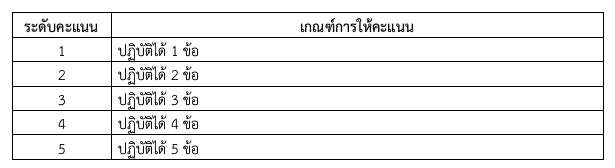 ระดับคะแนน เกณฑ์การให้คะแนน
1 ปฏิบัติได้ 1 ข้อ
2 ปฏิบัติได้ 2 ข้อ
3 ปฏิบัติได้ 3 ข้อ
4 ปฏิบัติได้ 4 ข้อ
5 ปฏิบัติได้ 5 ข้อ